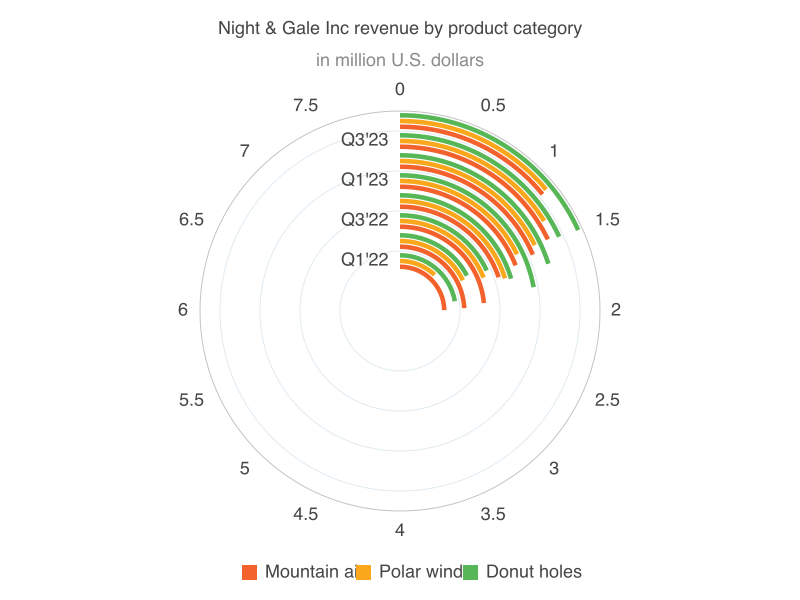 Night & Gale Inc revenue by product category
in million U.S. dollars
0
7.5
0.5
Q3'23
7
1
Q1'23
6.5
Q3'22
1.5
Q1'22
6
2
5.5
2.5
5
3
4.5
3.5
4
Mountain ai Polar wind Donut holes